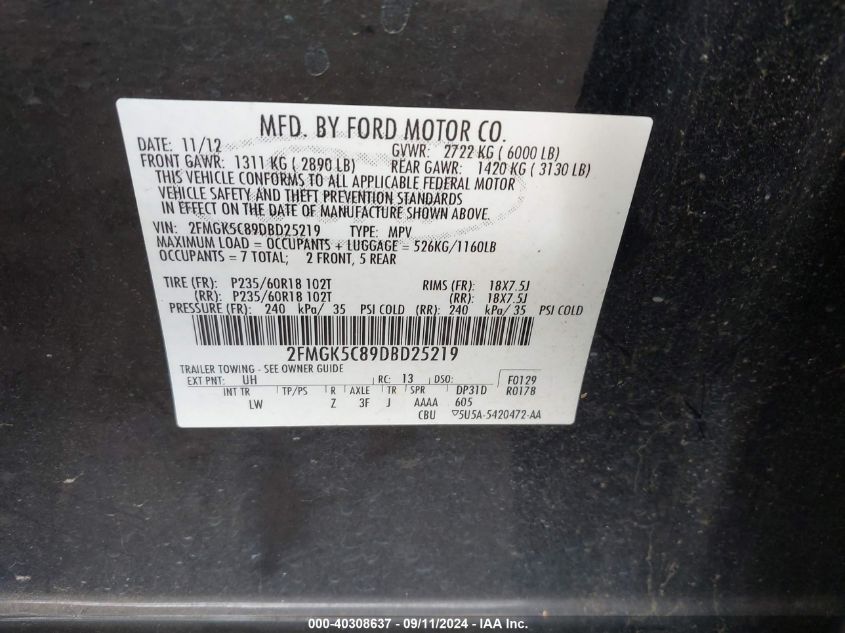 MFD. BY FORD MOTOR CO.
DATE: 11/12 GVWR: 2722 KG ( 6000 LB)
FRONT GAWR: 1311 KG ( 2890 LB) REAR GAWR: 1420 KG ( 3130 LB)
THIS VEHICLE CONFORMS TO ALL APPLICABLE FEDERAL MOTOR
VEHICLE SAFETY AND THEFT PREVENTION STANDARDS
IN EFFECT ON THE DATE OF MANUFACTURE SHOWN ABOVE.
VIN: 2FMGK5C89DBD25219 TYPE: MPV
MAXIMUM LOAD = OCCUPANTS + LUGGAGE = 526KG/1160LB
OCCUPANTS = 7 TOTAL; 2 FRONT, 5 REAR
TIRE (FR): P235/60R18 102T RIMS (FR): 18X7.5J
(RR): P235/60R18 102T (RR): 18X7.5J
PRESSURE (FR): 240 kPa/ 35 PSI COLD (RR): 240 kPa/ 35 PSI COLD
2FMGK5C89DBD25219
TRAILER TOWING - SEE OWNER GUIDE
EXT PNT: UH RC: 13 DSO: F0129
INT TR TP/PS R AXLE TR SPR DP31D R0178
LW Z 3F J AAAA 605
CBU ▽5U5A-5420472-AA
000-40308637 - 09/11/2024 - IAA Inc.